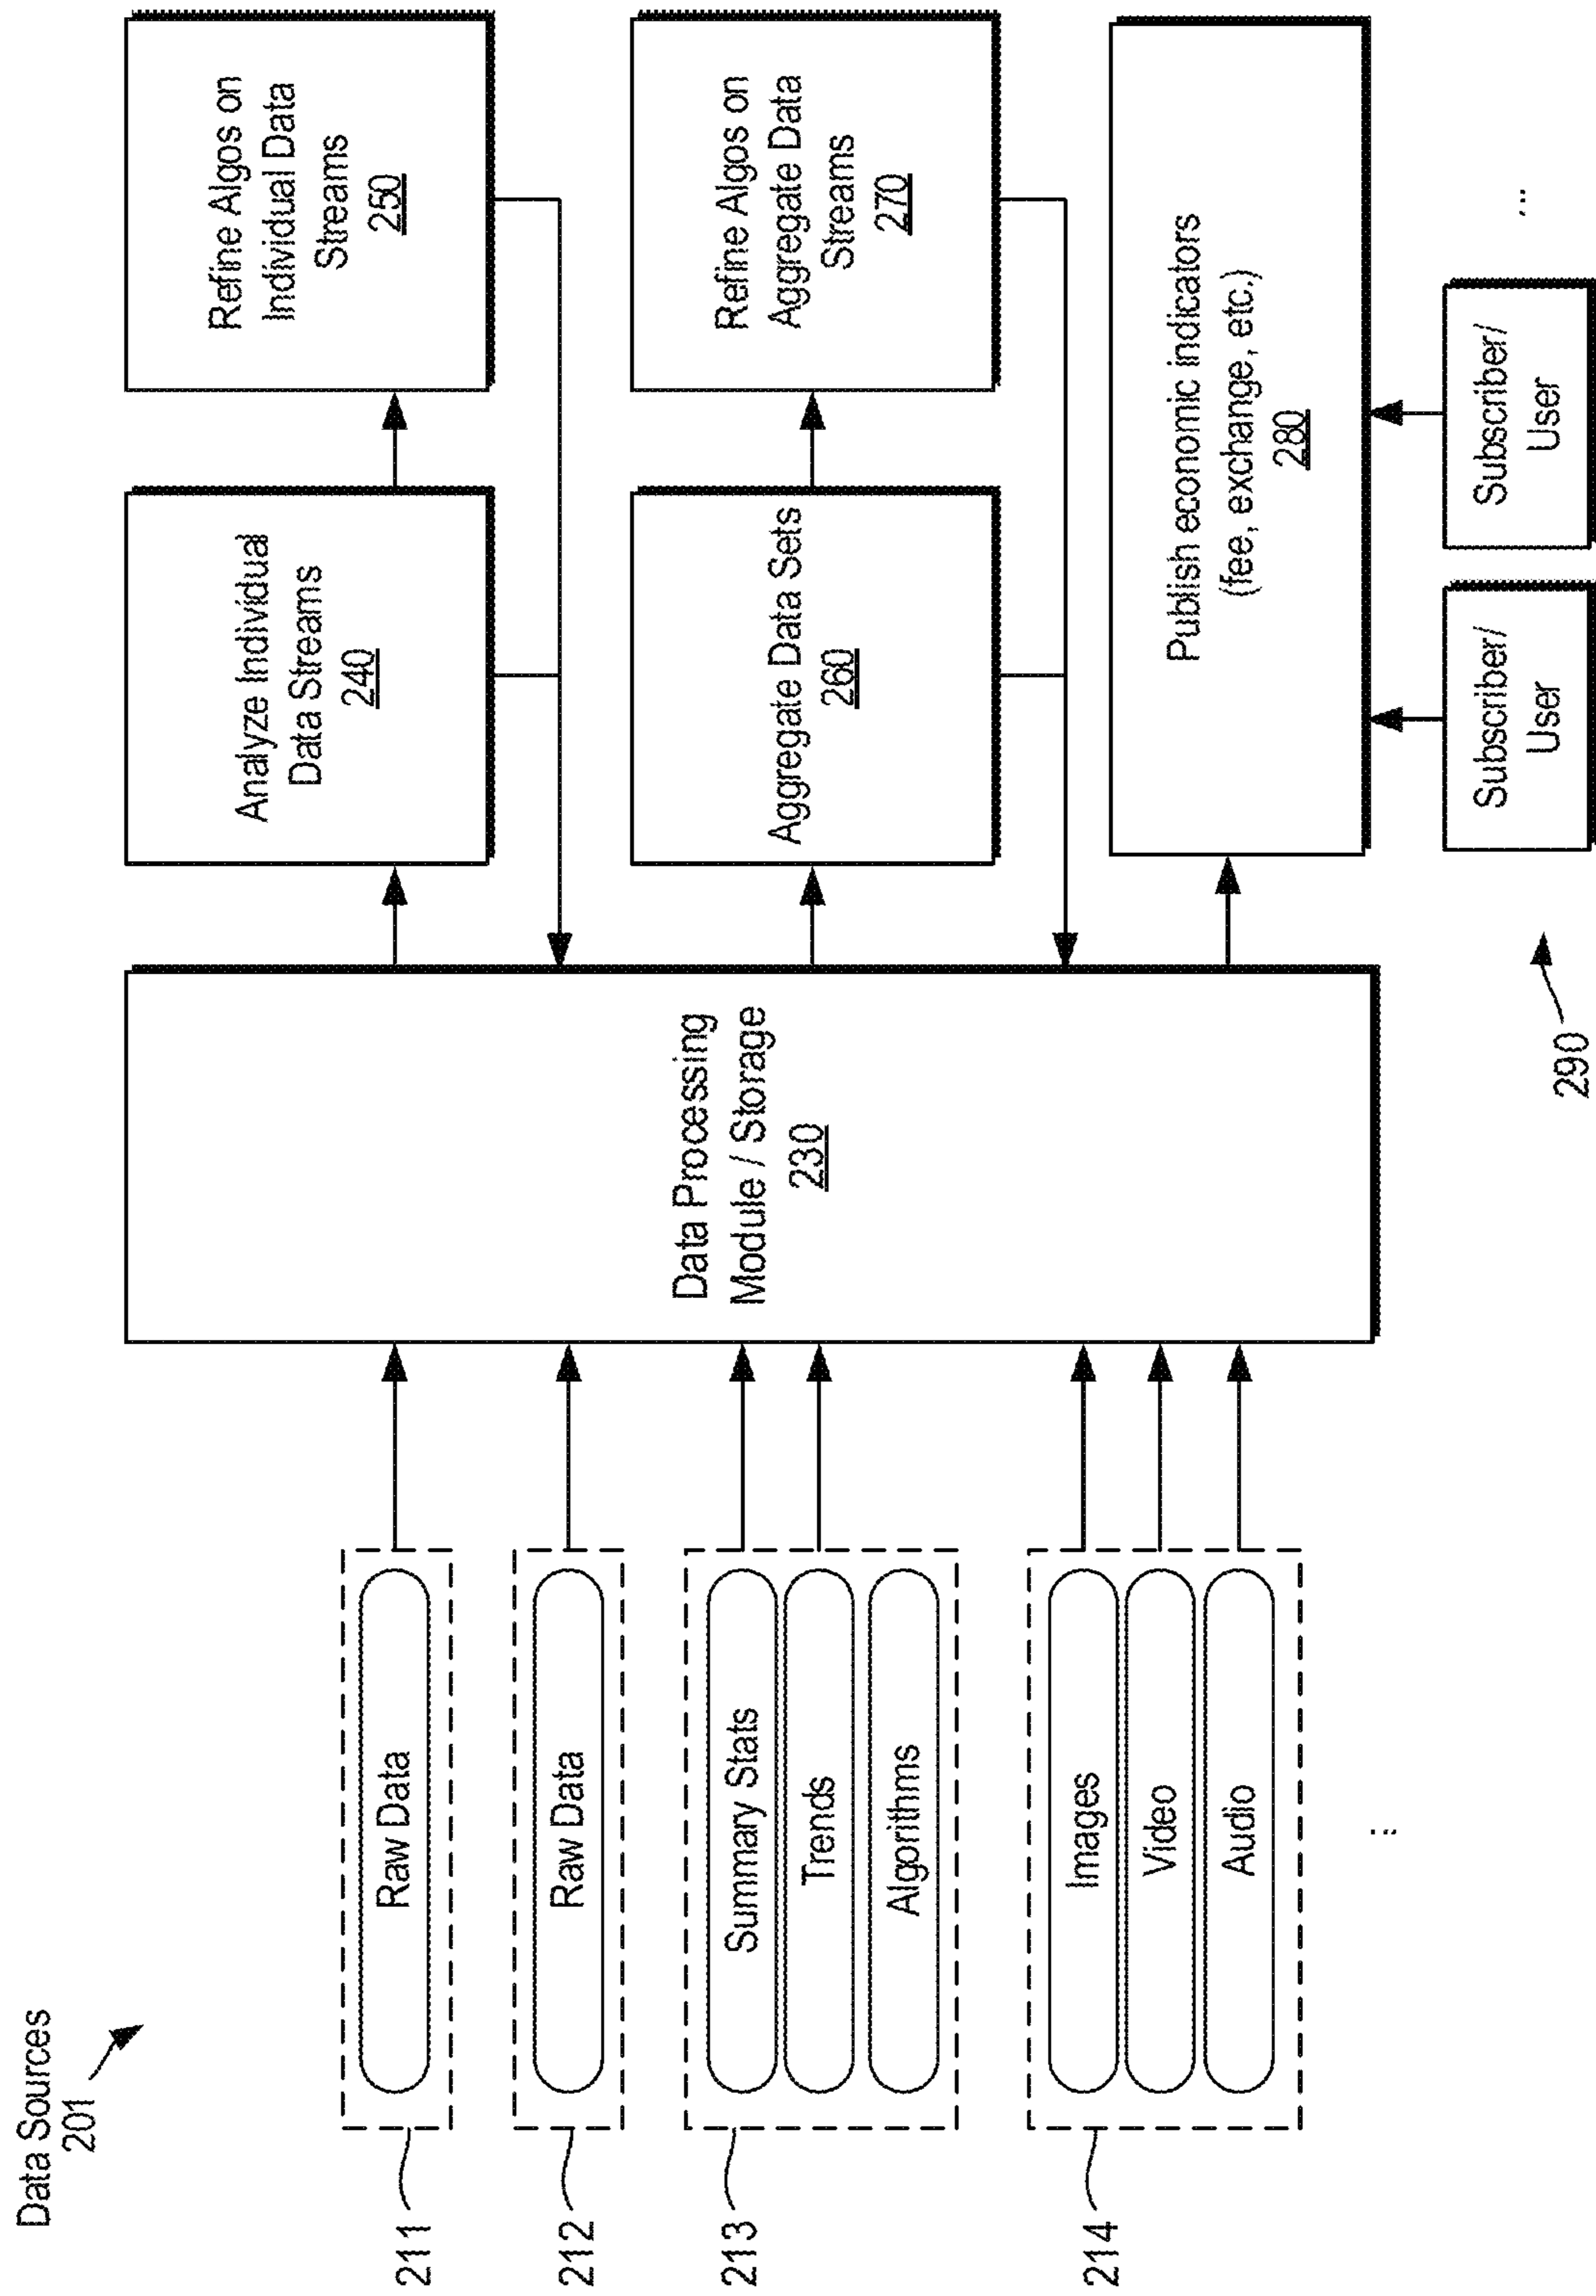 Data Sources
201
211
Raw Data
212
Raw Data
213
Summary Stats
Trends
Algorithms
214
Images
Video
Audio
...
Data Processing
Module / Storage
230
Analyze Individual
Data Streams
240
Refine Algos on
Individual Data
Streams
250
Aggregate Data Sets
260
Refine Algos on
Aggregate Data
Streams
270
Publish economic indicators
(fee, exchange, etc.)
280
290
Subscriber/
User
Subscriber/
User
...